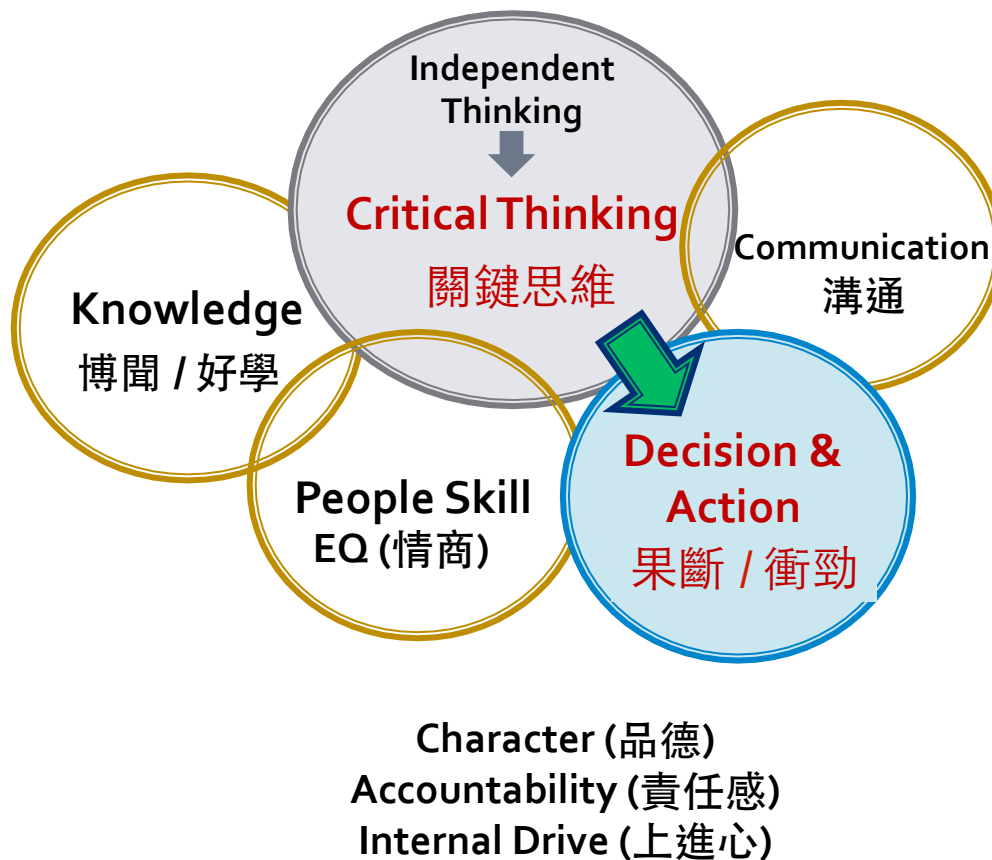 Independent
Thinking
Critical Thinking
關鍵思維
Communication
溝通
Knowledge
博聞 / 好學
People Skill
EQ (情商)
Decision &
Action
果斷 / 衝勁
Character (品德)
Accountability (責任感)
Internal Drive (上進心)